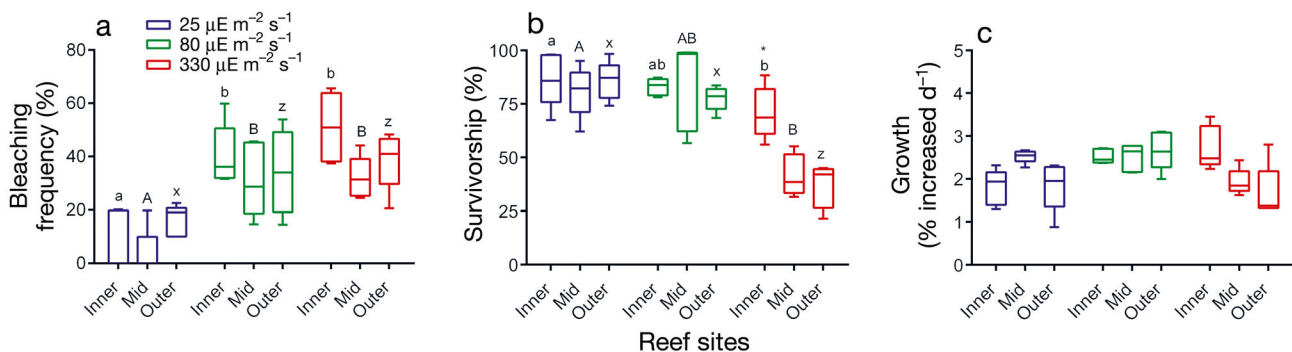 a
25 µE m⁻² s⁻¹
80 µE m⁻² s⁻¹
330 µE m⁻² s⁻¹
Bleaching
frequency (%)
80
60
40
20
0
a A x
b B z
b B z
Inner Mid Outer Inner Mid Outer Inner Mid Outer
b
Survivorship (%)
100
75
50
25
0
a A x
ab AB x
*
b B z
Inner Mid Outer Inner Mid Outer Inner Mid Outer
Reef sites
c
Growth
(% increased d⁻¹)
5
4
3
2
1
0
Inner Mid Outer Inner Mid Outer Inner Mid Outer